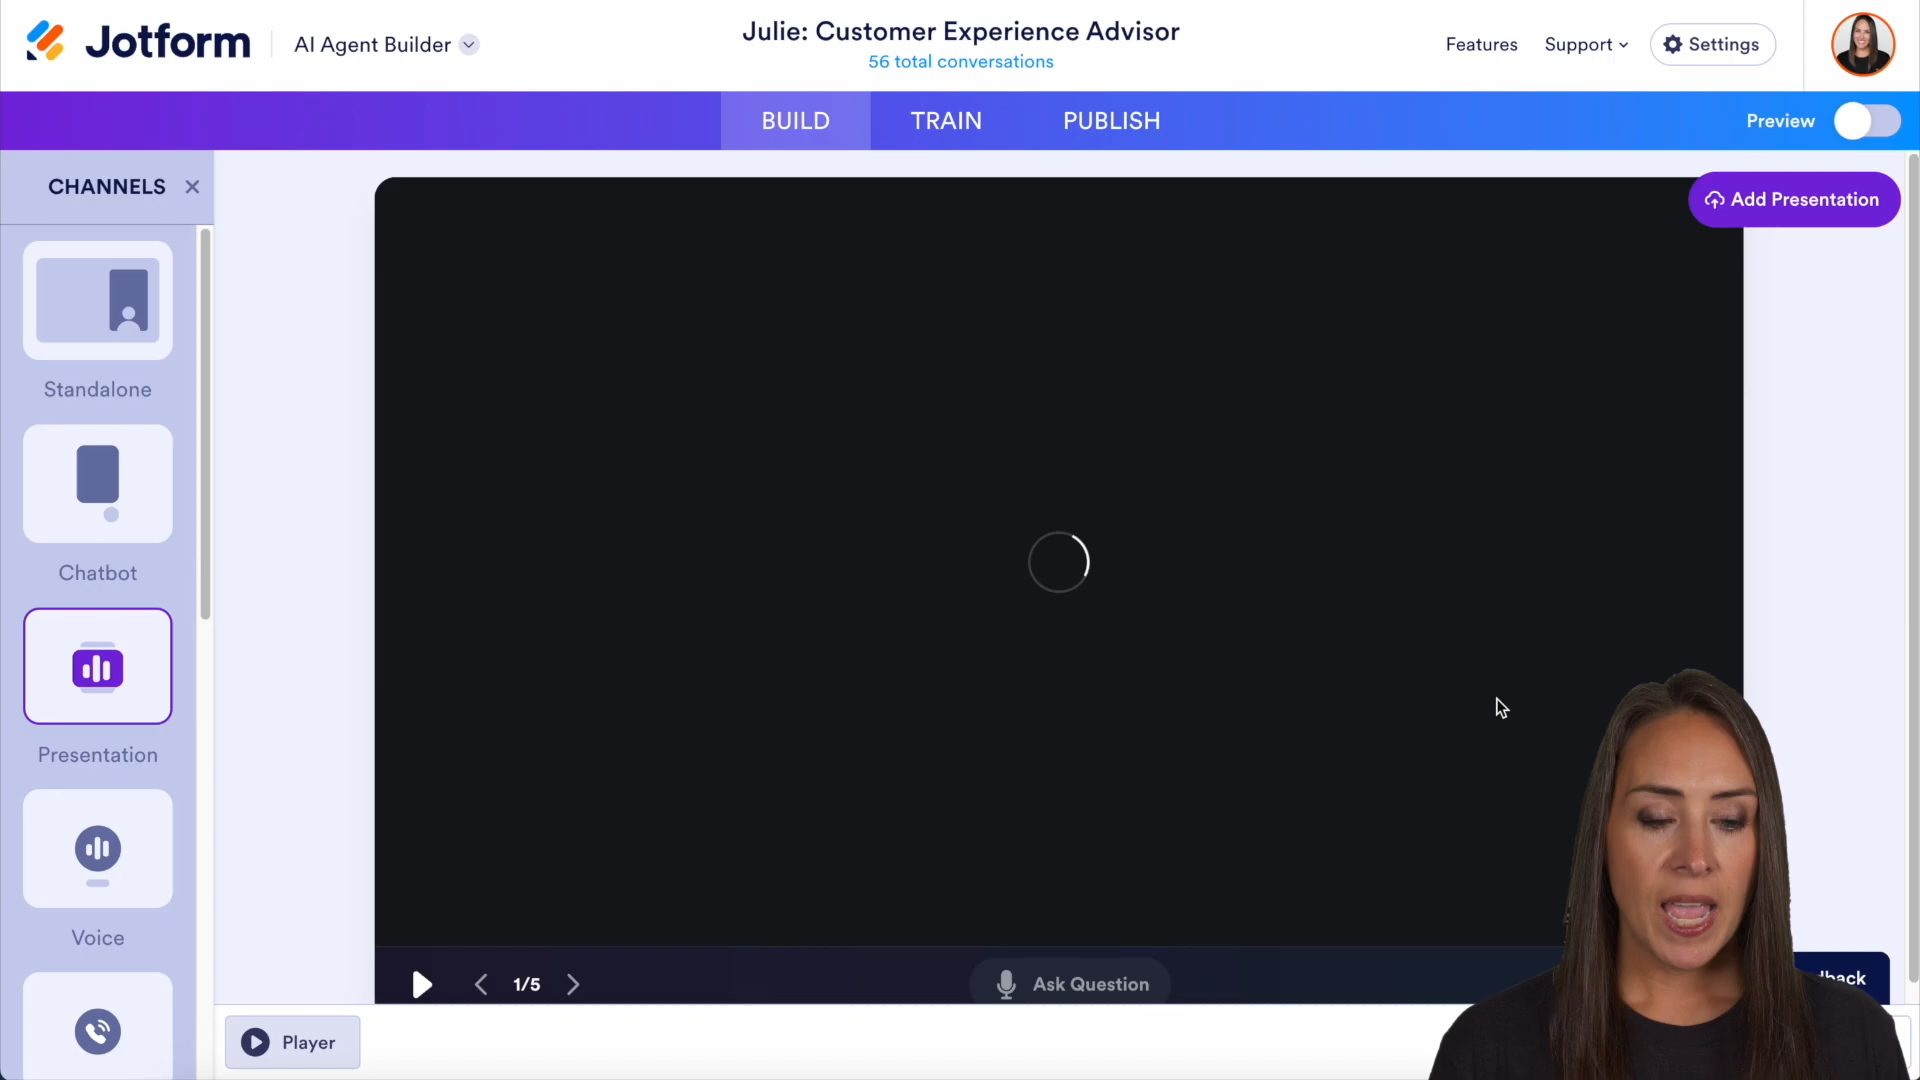 Jotform
AI Agent Builder
Julie: Customer Experience Advisor
56 total conversations
Features
Support
Settings
BUILD
TRAIN
PUBLISH
Preview
CHANNELS
Add Presentation
Standalone
Chatbot
Presentation
Voice
1/5
Ask Question
Player